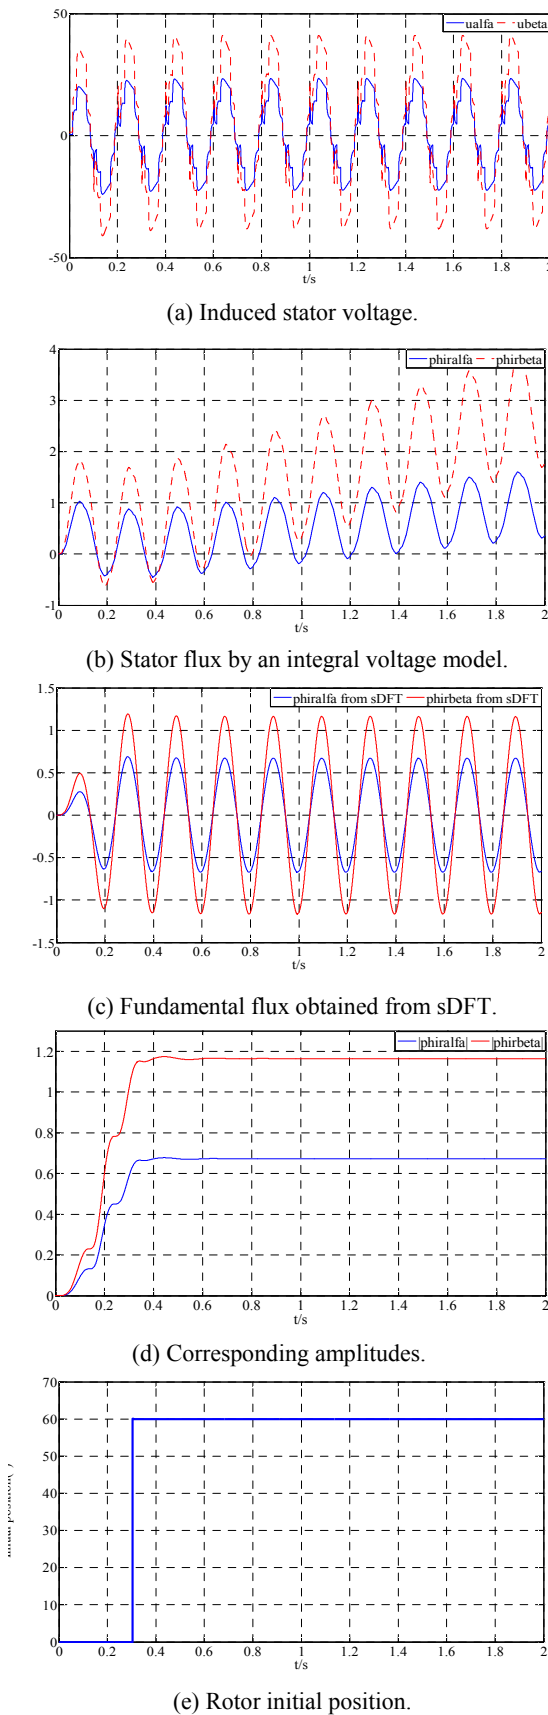 50
ualfa ubeta
0
-50
0 0.2 0.4 0.6 0.8 1 1.2 1.4 1.6 1.8 2
t/s
(a) Induced stator voltage.
4
phiralfa phirbeta
3
2
1
0
-1
0 0.2 0.4 0.6 0.8 1 1.2 1.4 1.6 1.8 2
t/s
(b) Stator flux by an integral voltage model.
1.5
phiralfa from sDFT phirbeta from sDFT
1
0.5
0
-0.5
-1
-1.5
0 0.2 0.4 0.6 0.8 1 1.2 1.4 1.6 1.8 2
t/s
(c) Fundamental flux obtained from sDFT.
|phiralfa| |phirbeta|
1.2
1
0.8
0.6
0.4
0.2
0
0 0.2 0.4 0.6 0.8 1 1.2 1.4 1.6 1.8 2
t/s
(d) Corresponding amplitudes.
70
60
50
40
30
20
10
0
0 0.2 0.4 0.6 0.8 1 1.2 1.4 1.6 1.8 2
t/s
(e) Rotor initial position.